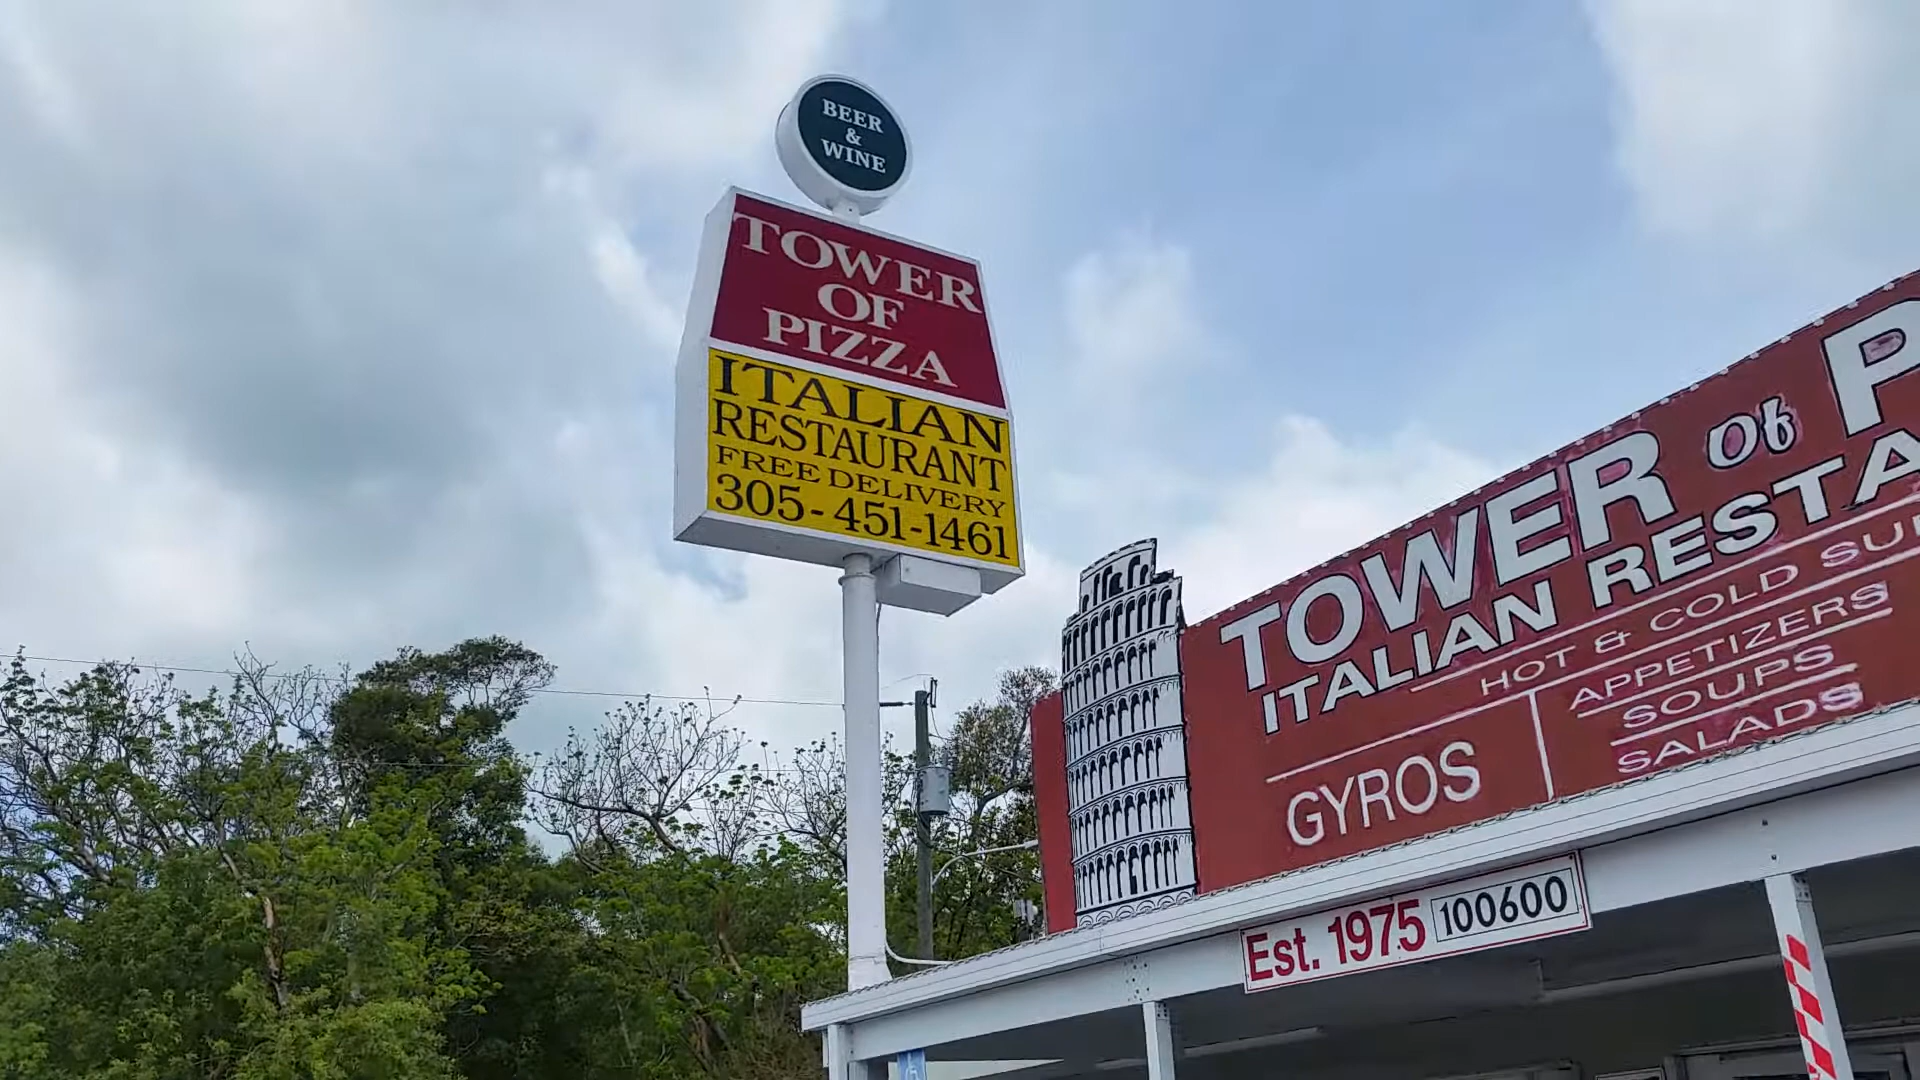 BEER
&
WINE
TOWER
OF
PIZZA
ITALIAN
RESTAURANT
FREE DELIVERY
305-451-1461
TOWER Of P
ITALIAN RESTA
HOT & COLD SU
APPETIZERS
SOUPS
SALADS
GYROS
Est. 1975 100600